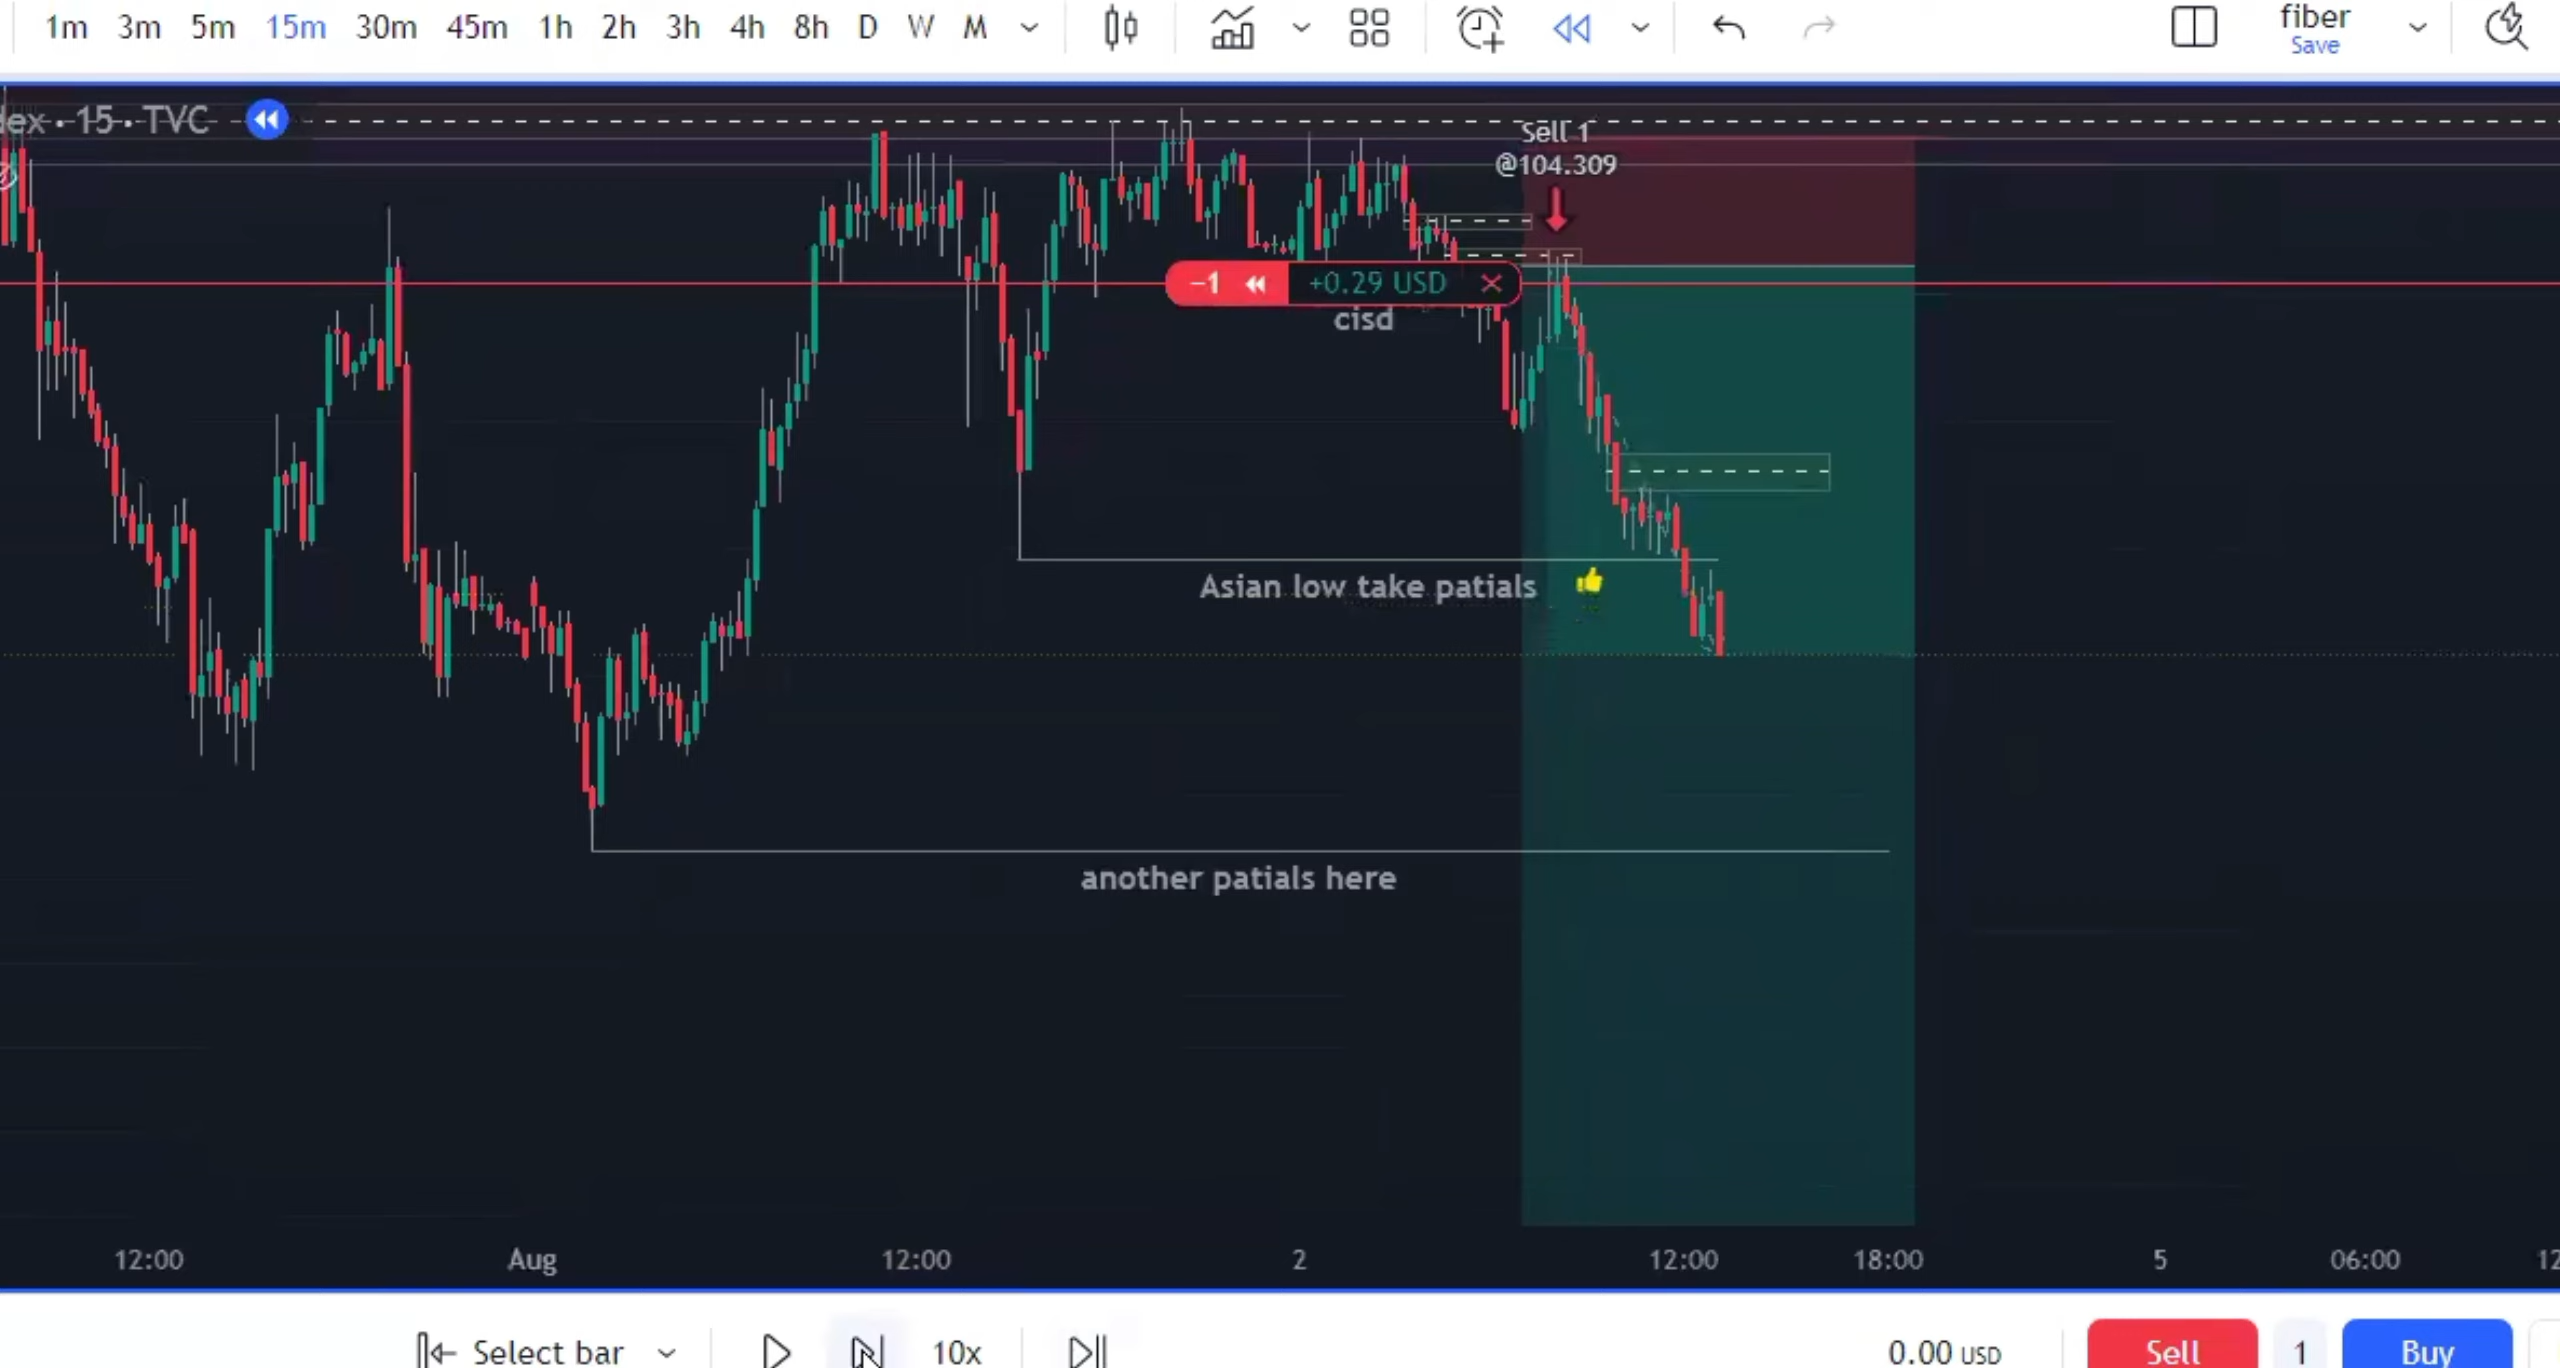 1m 3m 5m 15m 30m 45m 1h 2h 3h 4h 8h D W M fiber
Save
ex · 15 · TVC
Sell 1
@104.309
−1 +0.29 USD
cisd
Asian low take patials
another patials here
12:00 Aug 12:00 2 12:00 18:00 5 06:00 12
Select bar 10x 0.00 USD Sell 1 Buy